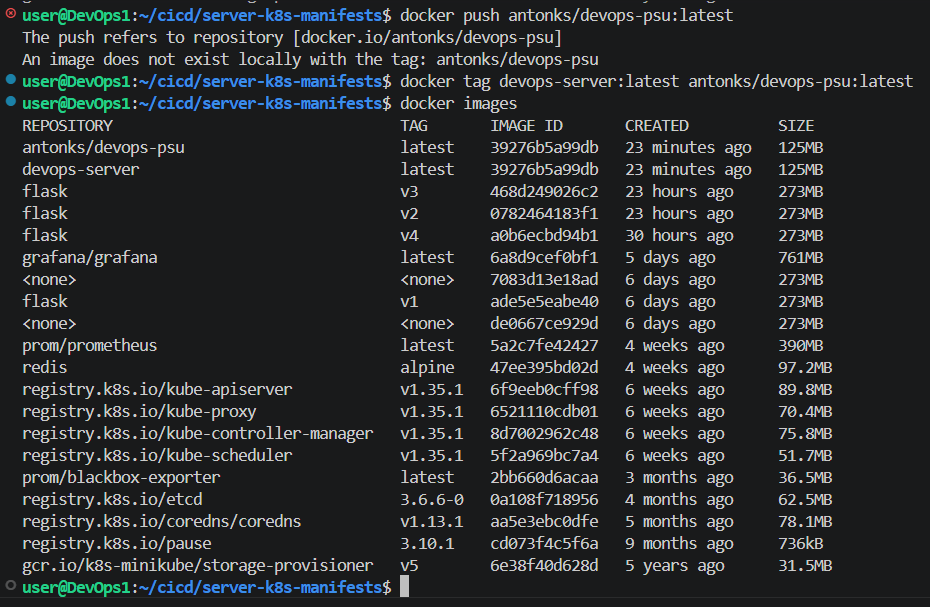 user@DevOps1:~/cicd/server-k8s-manifests$ docker push antonks/devops-psu:latest
The push refers to repository [docker.io/antonks/devops-psu]
An image does not exist locally with the tag: antonks/devops-psu
user@DevOps1:~/cicd/server-k8s-manifests$ docker tag devops-server:latest antonks/devops-psu:latest
user@DevOps1:~/cicd/server-k8s-manifests$ docker images
REPOSITORY TAG IMAGE ID CREATED SIZE
antonks/devops-psu latest 39276b5a99db 23 minutes ago 125MB
devops-server latest 39276b5a99db 23 minutes ago 125MB
flask v3 468d249026c2 23 hours ago 273MB
flask v2 0782464183f1 23 hours ago 273MB
flask v4 a0b6ecbd94b1 30 hours ago 273MB
grafana/grafana latest 6a8d9cef0bf1 5 days ago 761MB
<none> <none> 7083d13e18ad 6 days ago 273MB
flask v1 ade5e5eabe40 6 days ago 273MB
<none> <none> de0667ce929d 6 days ago 273MB
prom/prometheus latest 5a2c7fe42427 4 weeks ago 390MB
redis alpine 47ee395bd02d 4 weeks ago 97.2MB
registry.k8s.io/kube-apiserver v1.35.1 6f9eeb0cff98 6 weeks ago 89.8MB
registry.k8s.io/kube-proxy v1.35.1 6521110cdb01 6 weeks ago 70.4MB
registry.k8s.io/kube-controller-manager v1.35.1 8d7002962c48 6 weeks ago 75.8MB
registry.k8s.io/kube-scheduler v1.35.1 5f2a969bc7a4 6 weeks ago 51.7MB
prom/blackbox-exporter latest 2bb660d6acaa 3 months ago 36.5MB
registry.k8s.io/etcd 3.6.6-0 0a108f718956 4 months ago 62.5MB
registry.k8s.io/coredns/coredns v1.13.1 aa5e3ebc0dfe 5 months ago 78.1MB
registry.k8s.io/pause 3.10.1 cd073f4c5f6a 9 months ago 736kB
gcr.io/k8s-minikube/storage-provisioner v5 6e38f40d628d 5 years ago 31.5MB
user@DevOps1:~/cicd/server-k8s-manifests$